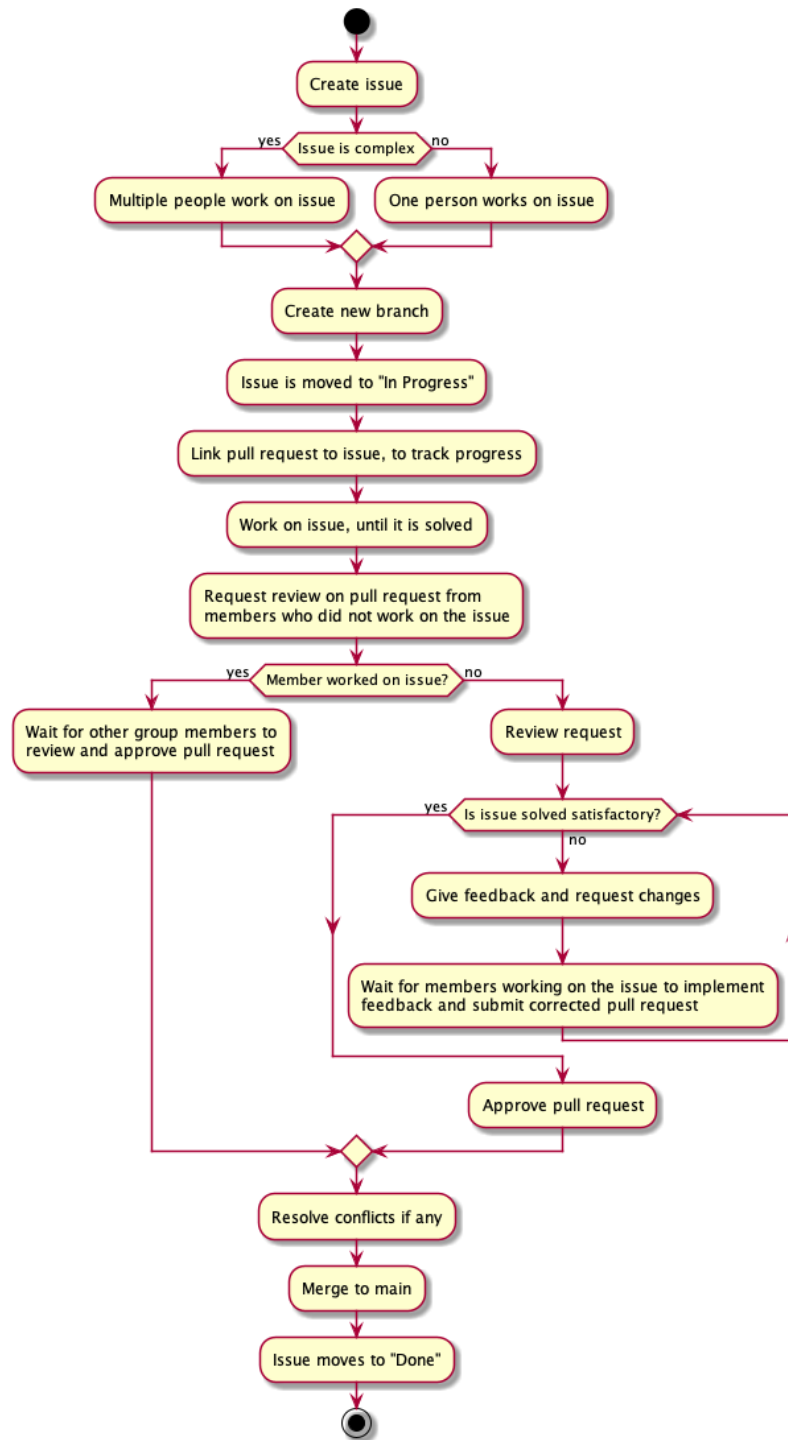 Create issue
yes
Issue is complex
no
Multiple people work on issue
One person works on issue
Create new branch
Issue is moved to "In Progress"
Link pull request to issue, to track progress
Work on issue, until it is solved
Request review on pull request from
members who did not work on the issue
yes
Member worked on issue?
no
Wait for other group members to
review and approve pull request
Review request
yes
Is issue solved satisfactory?
no
Give feedback and request changes
Wait for members working on the issue to implement
feedback and submit corrected pull request
Approve pull request
Resolve conflicts if any
Merge to main
Issue moves to "Done"